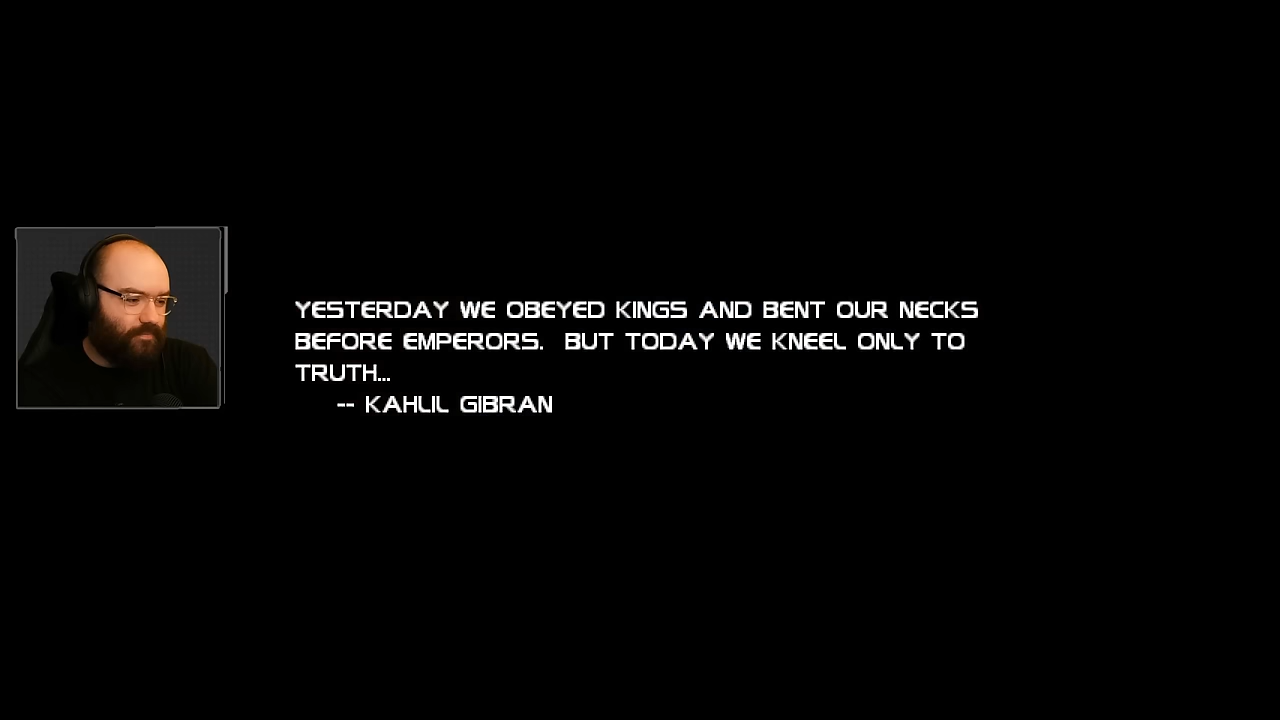 YESTERDAY WE OBEYED KINGS AND BENT OUR NECKS
BEFORE EMPERORS.  BUT TODAY WE KNEEL ONLY TO
TRUTH...
-- KAHLIL GIBRAN